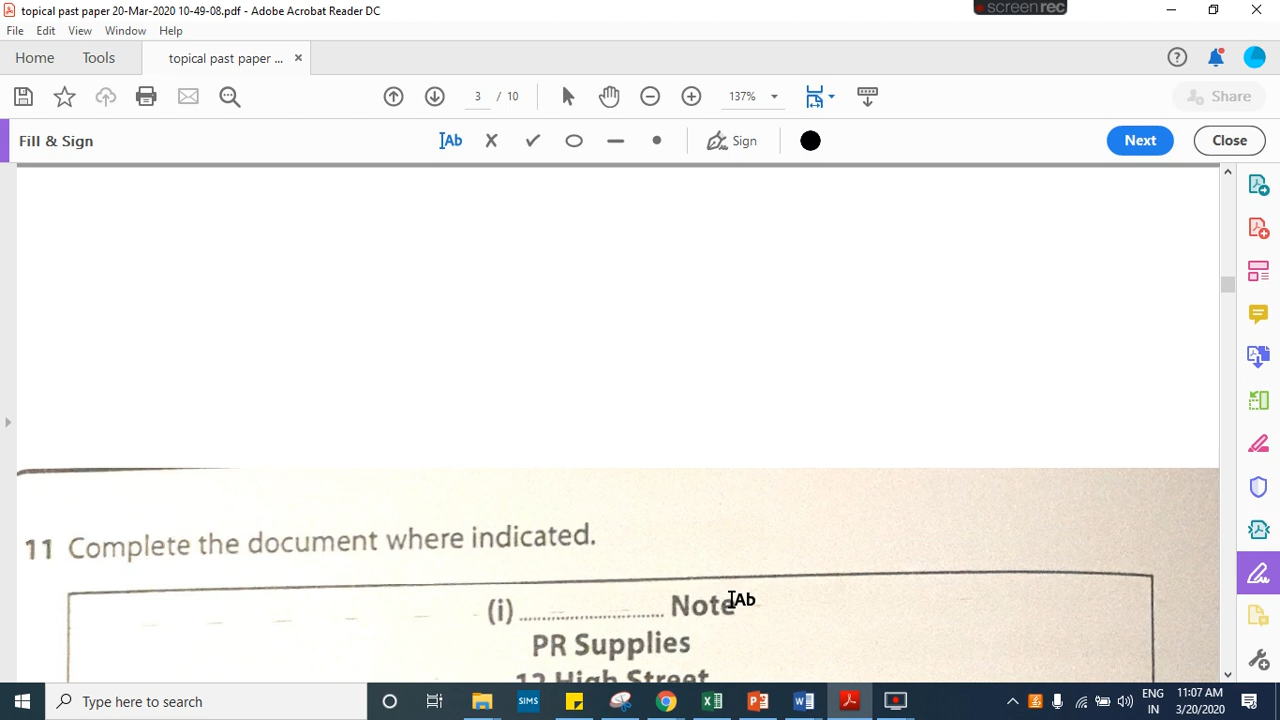 topical past paper 20-Mar-2020 10-49-08.pdf - Adobe Acrobat Reader DC
screenrec
File Edit View Window Help
Home Tools topical past paper ... ×
3 / 10 137% Share
Fill & Sign Ab Sign Next Close
11 Complete the document where indicated.
(i) ........................ Note
Ab
PR Supplies
12 High Street
Type here to search SIMS ENG 11:07 AM
IN 3/20/2020